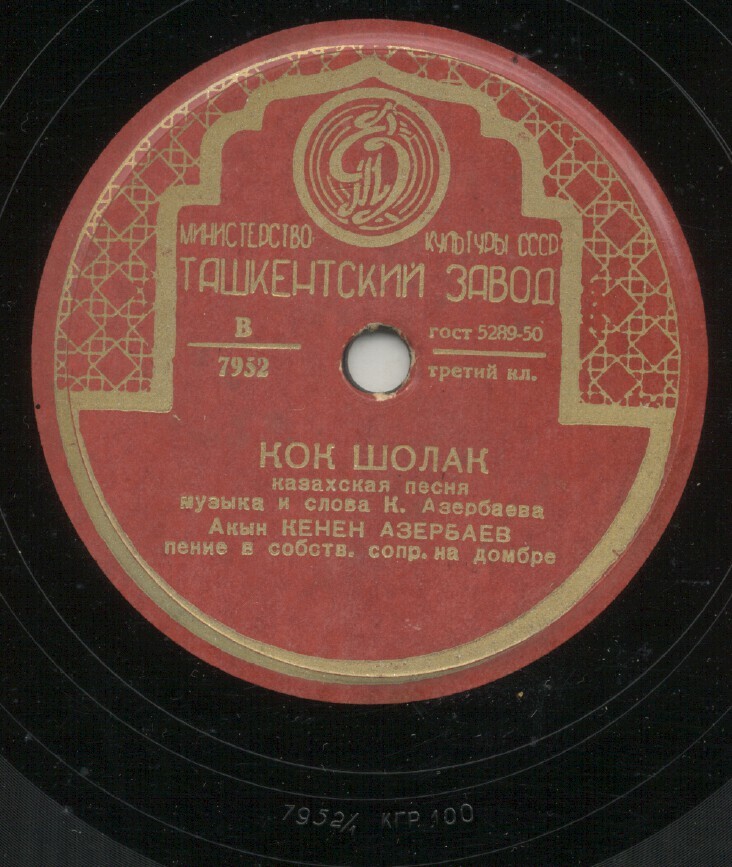 МИНИСТЕРСТВО КУЛЬТУРЫ СССР
ТАШКЕНТСКИЙ ЗАВОД
В
7952
гост 5289-50
третий кл.
КОК ШОЛАК
казахская песня
музыка и слова К. Азербаева
Акын КЕНЕН АЗЕРБАЕВ
пение в собств. сопр. на домбре
7952/1 КГР.100